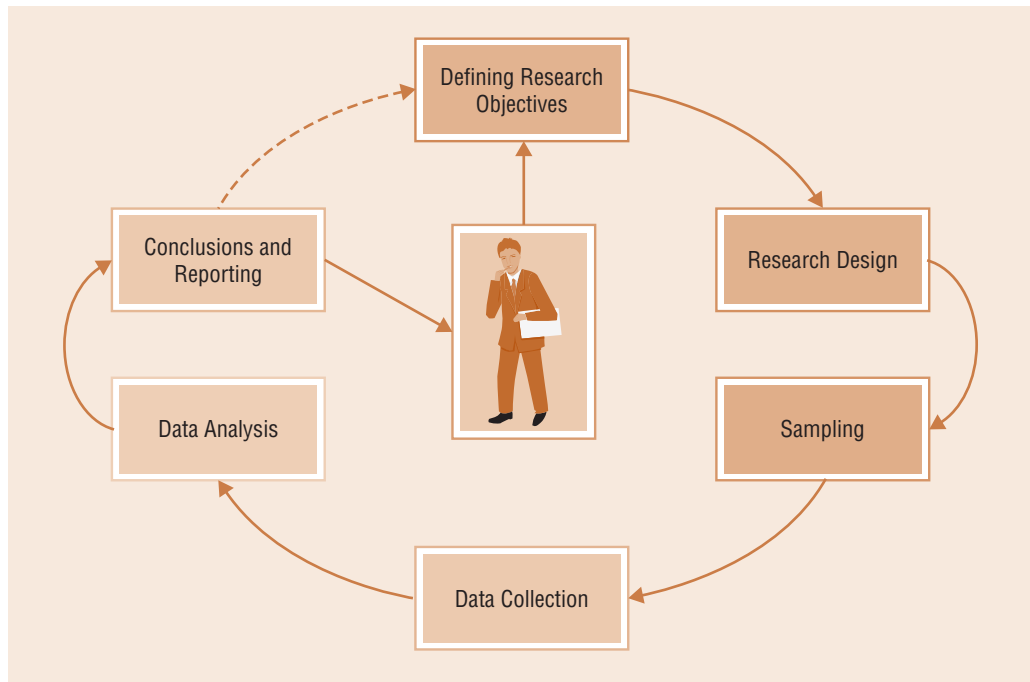 Defining Research
Objectives
Research Design
Sampling
Data Collection
Data Analysis
Conclusions and
Reporting